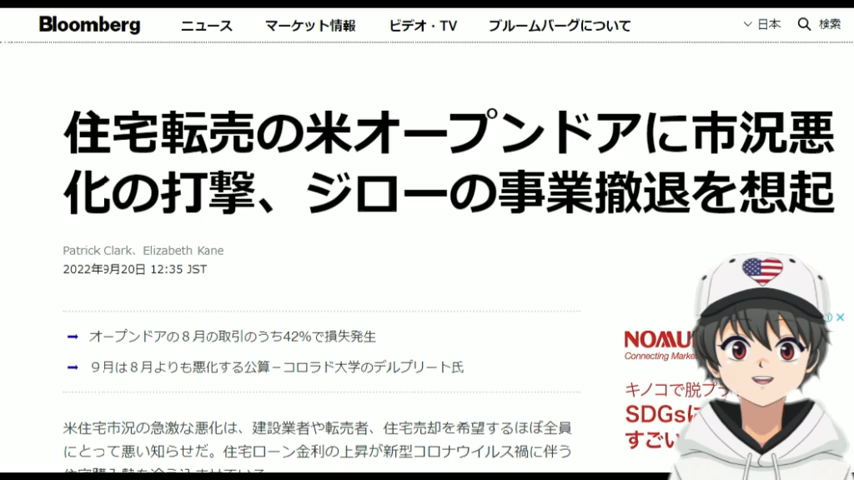 Bloomberg ニュース マーケット情報 ビデオ・TV ブルームバーグについて 日本 検索
住宅転売の米オープンドアに市況悪
化の打撃、ジローの事業撤退を想起
Patrick Clark、Elizabeth Kane
2022年9月20日 12:35 JST
➡ オープンドアの８月の取引のうち42%で損失発生
➡ ９月は８月よりも悪化する公算－コロラド大学のデルプリート氏
米住宅市況の急激な悪化は、建設業者や転売者、住宅売却を希望するほぼ全員
にとって悪い知らせだ。住宅ローン金利の上昇が新型コロナウイルス禍に伴う
NOMU
Connecting Marke
キノコで脱プラ
SDGsに
すごい